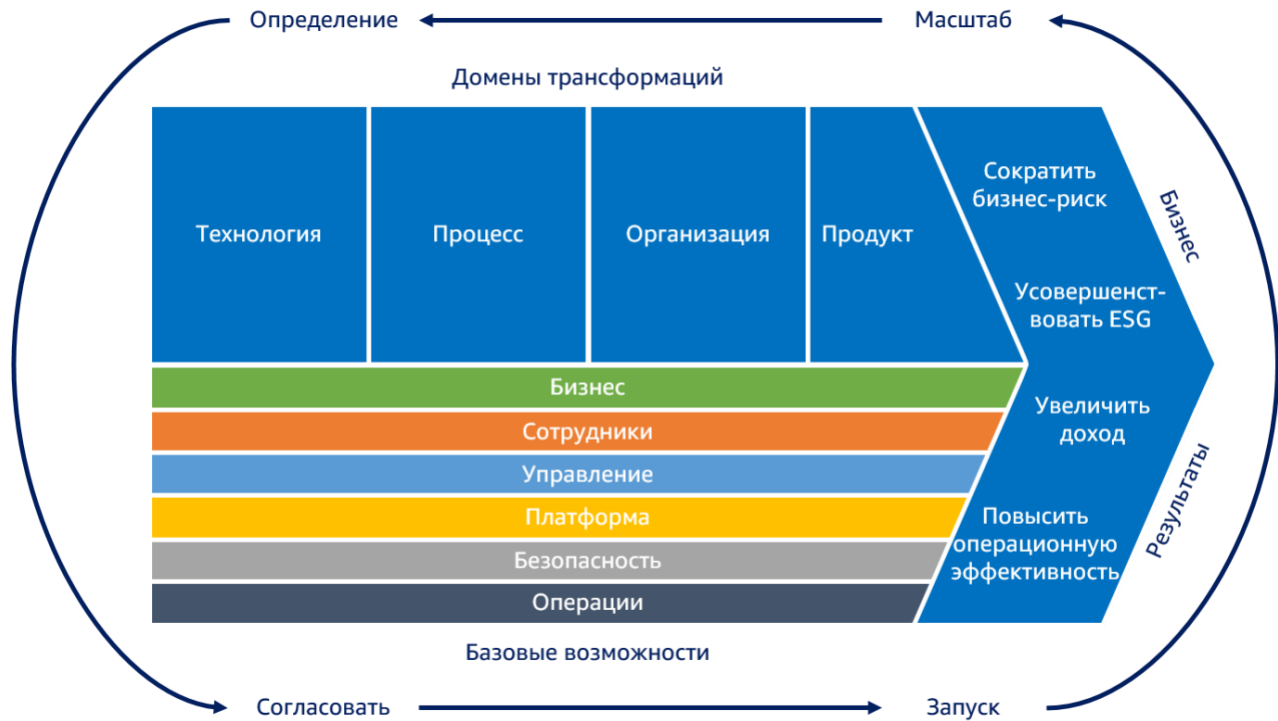 Определение
Масштаб
Домены трансформаций
Технология
Процесс
Организация
Продукт
Сократить
бизнес-риск
Усовершенст-
вовать ESG
Увеличить
доход
Повысить
операционную
эффективность
Бизнес
Результаты
Бизнес
Сотрудники
Управление
Платформа
Безопасность
Операции
Базовые возможности
Согласовать
Запуск